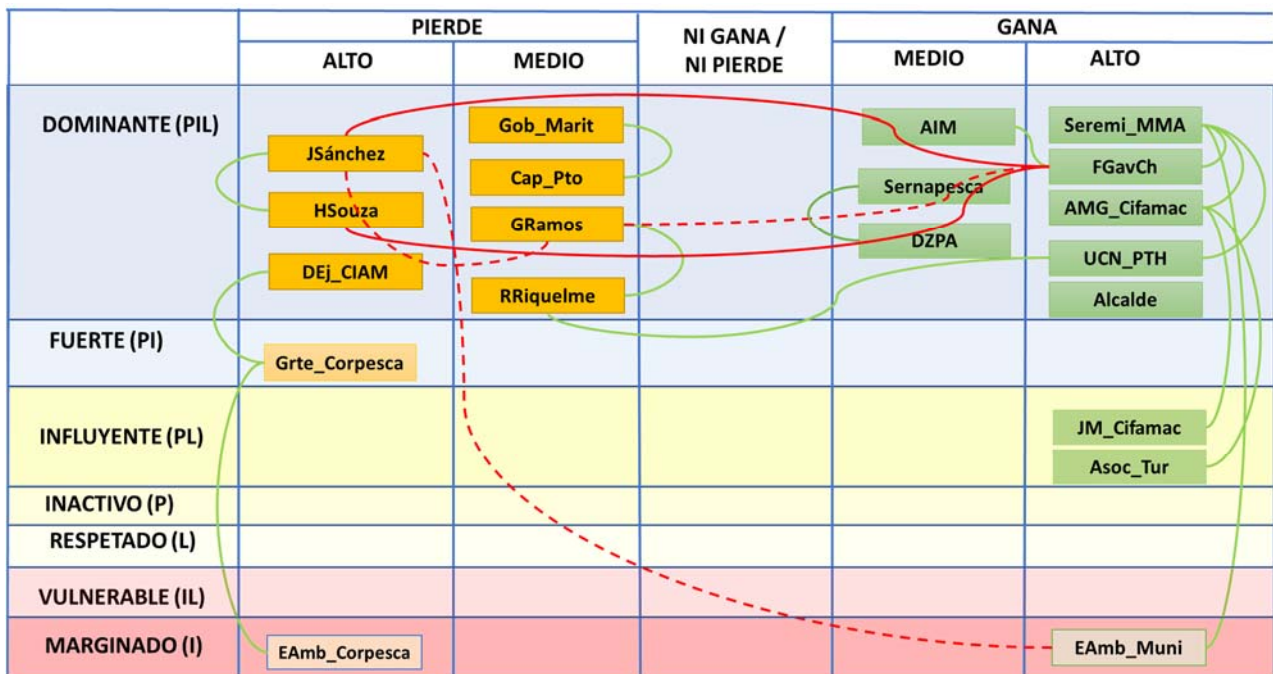 PIERDE
NI GANA /
NI PIERDE
GANA
ALTO
MEDIO
MEDIO
ALTO
DOMINANTE (PIL)
JSánchez
HSouza
DEj_CIAM
Gob_Marit
Cap_Pto
GRamos
RRiquelme
AIM
Sernapesca
DZPA
Seremi_MMA
FGavCh
AMG_Cifamac
UCN_PTH
Alcalde
FUERTE (PI)
Grte_Corpesca
INFLUYENTE (PL)
JM_Cifamac
Asoc_Tur
INACTIVO (P)
RESPETADO (L)
VULNERABLE (IL)
MARGINADO (I)
EAmb_Corpesca
EAmb_Muni